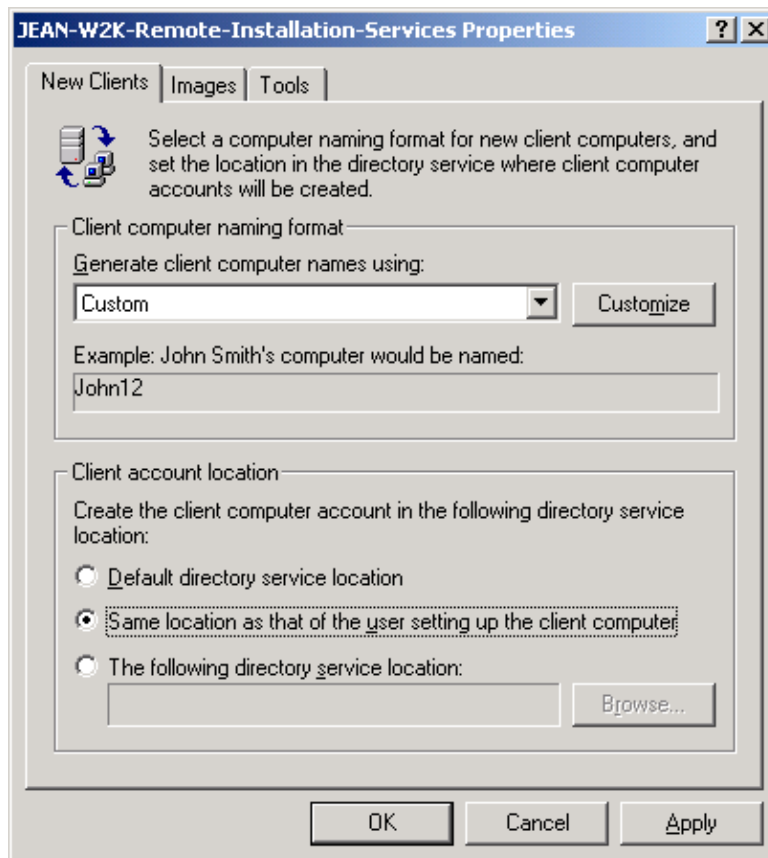 JEAN-W2K-Remote-Installation-Services Properties
New Clients Images Tools
Select a computer naming format for new client computers, and
set the location in the directory service where client computer
accounts will be created.
Client computer naming format
Generate client computer names using:
Custom Customize
Example: John Smith's computer would be named:
John12
Client account location
Create the client computer account in the following directory service
location:
Default directory service location
Same location as that of the user setting up the client computer
The following directory service location:
Browse...
OK Cancel Apply